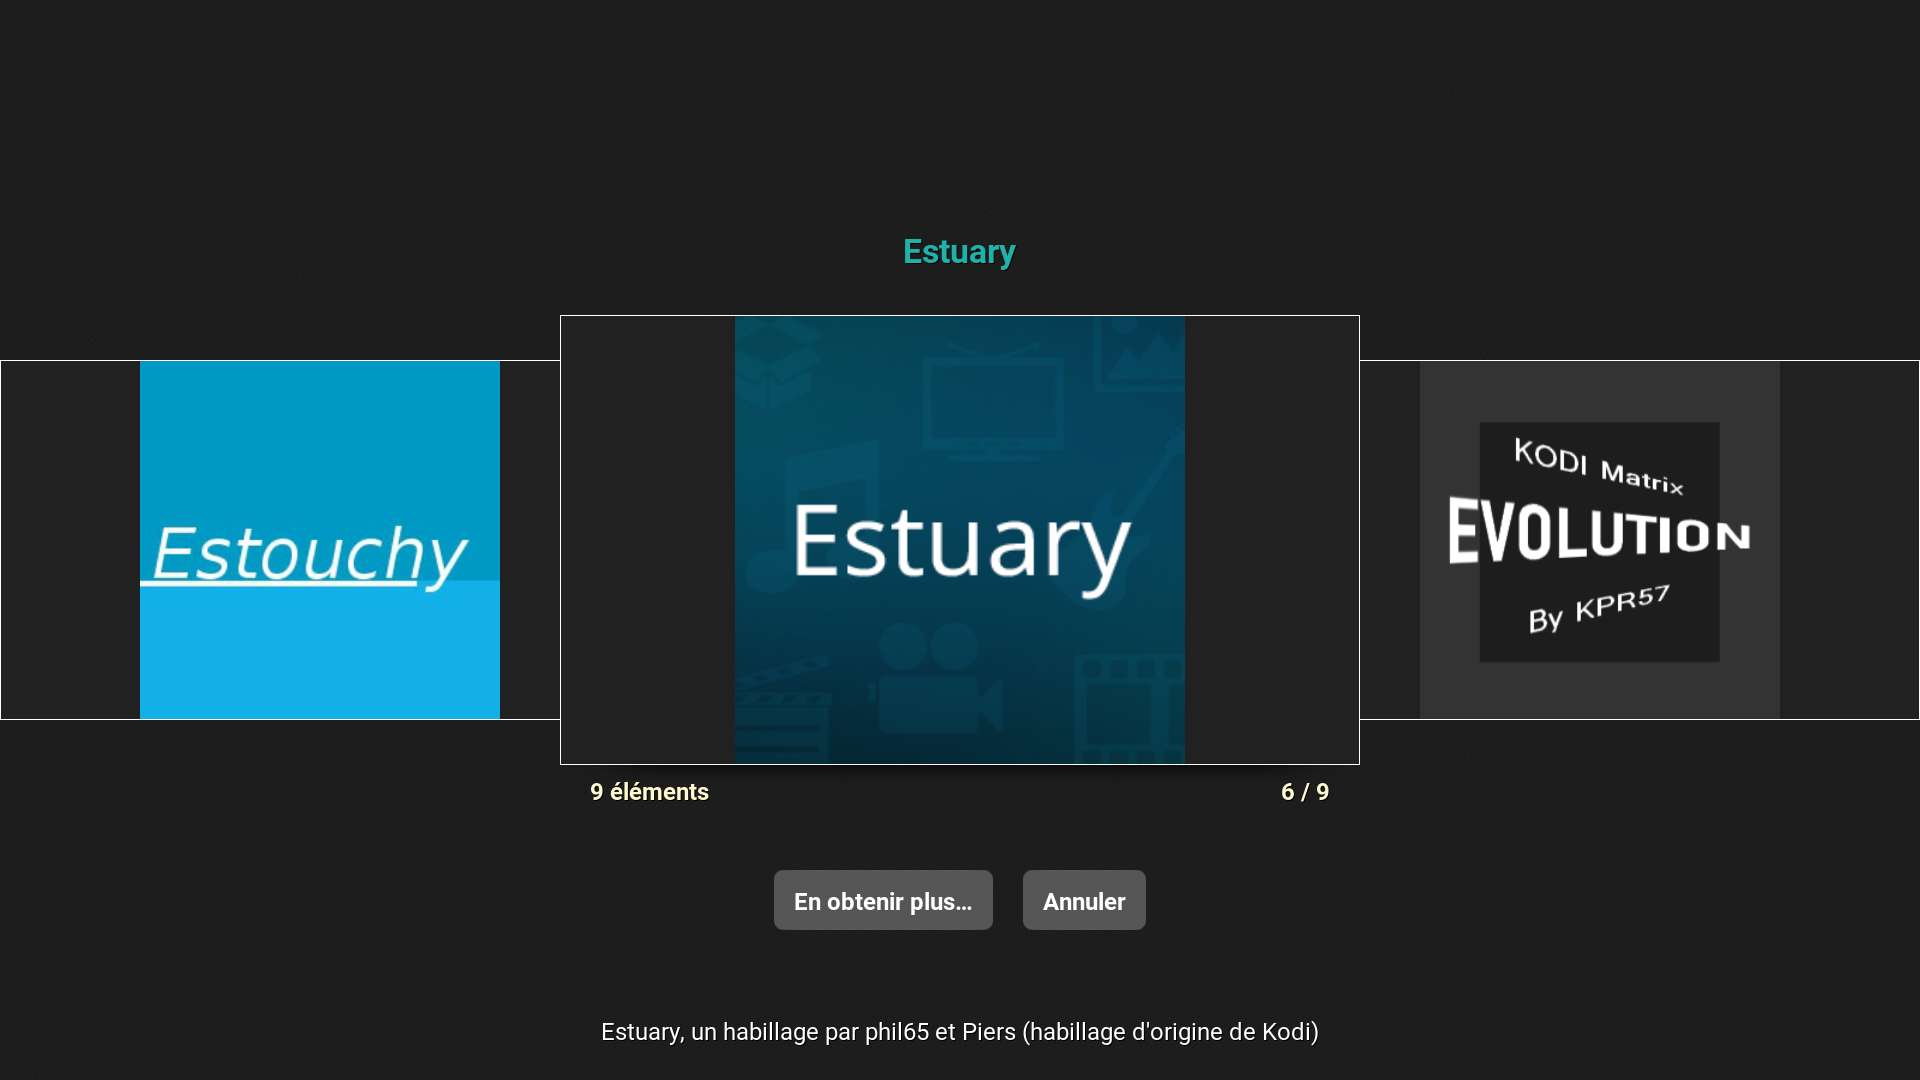 Estuary
Estouchy
Estuary
KODI Matrix
EVOLUTION
By KPR57
9 éléments
6 / 9
En obtenir plus...
Annuler
Estuary, un habillage par phil65 et Piers (habillage d'origine de Kodi)